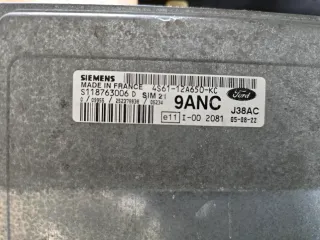 SIEMENS 4S61-12A650-KC
MADE IN FRANCE
S118763006 D SIM 21
9ANC
Ford
J38AC
e11 I-00 2081 05-08-22